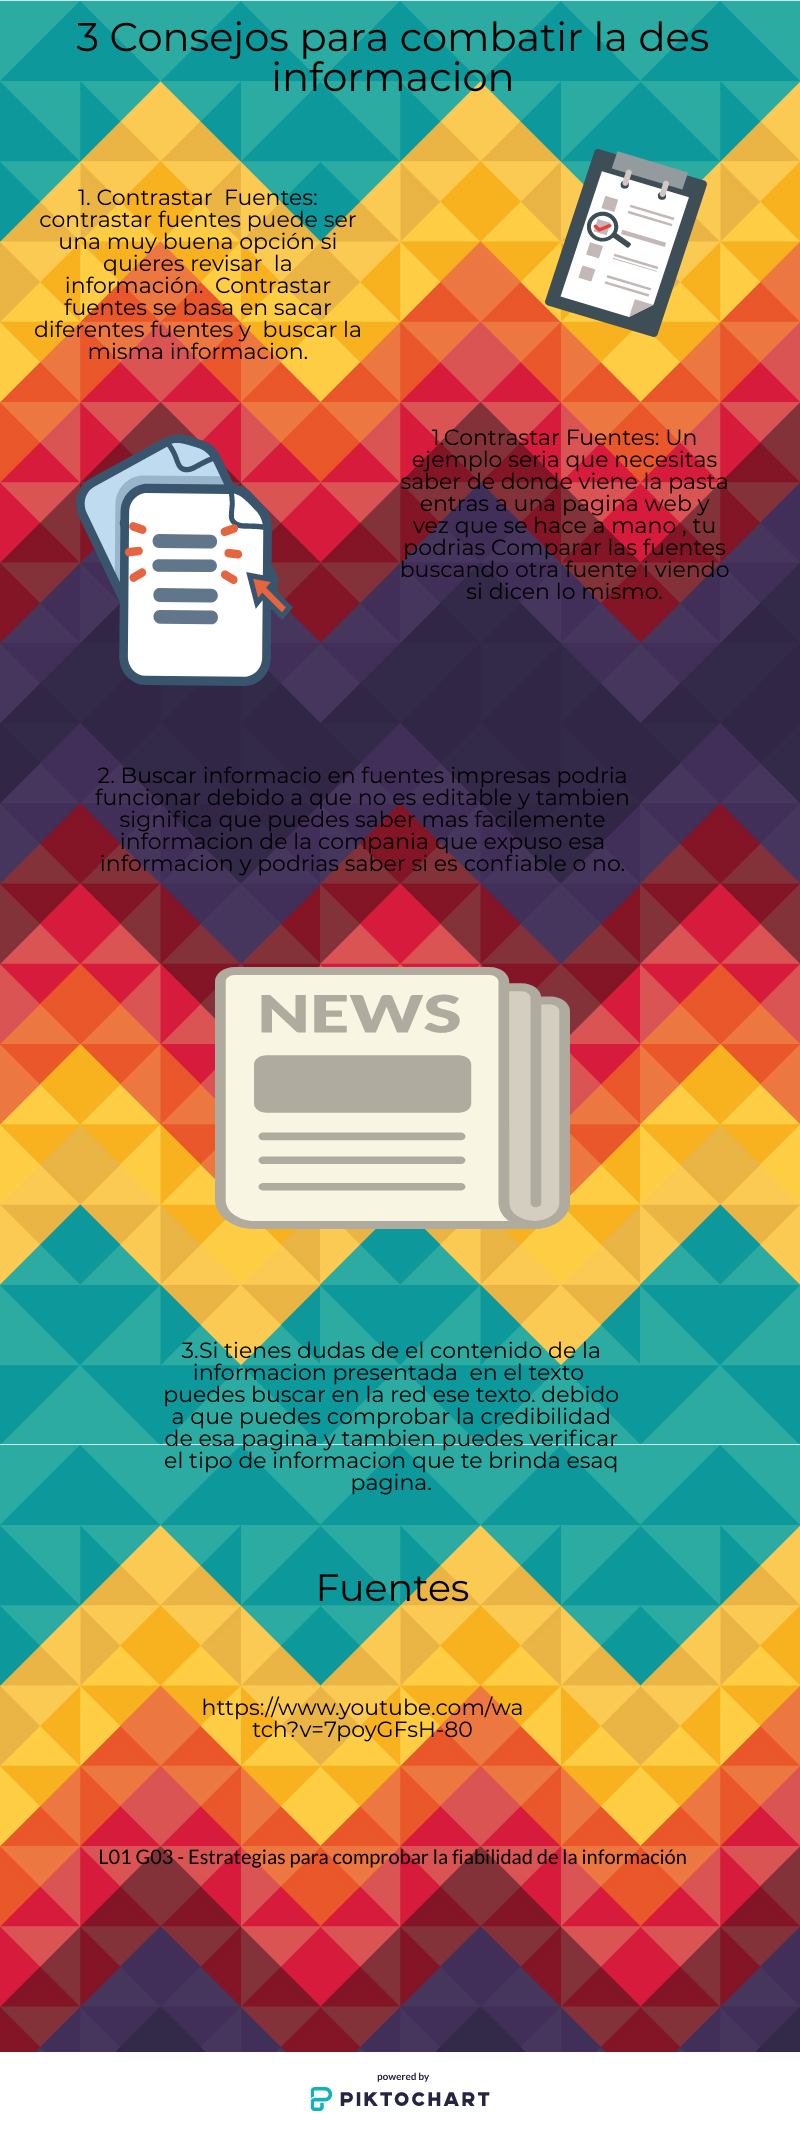 3 Consejos para combatir la des
informacion
1. Contrastar Fuentes:
contrastar fuentes puede ser
una muy buena opción si
quieres revisar la
información. Contrastar
fuentes se basa en sacar
diferentes fuentes y buscar la
misma informacion.
1.Contrastar Fuentes: Un
ejemplo seria que necesitas
saber de donde viene la pasta
entras a una pagina web y
vez que se hace a mano , tu
podrias Comparar las fuentes
buscando otra fuente i viendo
si dicen lo mismo.
2. Buscar informacio en fuentes impresas podria
funcionar debido a que no es editable y tambien
significa que puedes saber mas facilemente
informacion de la compania que expuso esa
informacion y podrias saber si es confiable o no.
NEWS
3.Si tienes dudas de el contenido de la
informacion presentada en el texto
puedes buscar en la red ese texto. debido
a que puedes comprobar la credibilidad
de esa pagina y tambien puedes verificar
el tipo de informacion que te brinda esaq
pagina.
Fuentes
https://www.youtube.com/wa
tch?v=7poyGFsH-80
L01 G03 - Estrategias para comprobar la fiabilidad de la información
powered by
PIKTOCHART